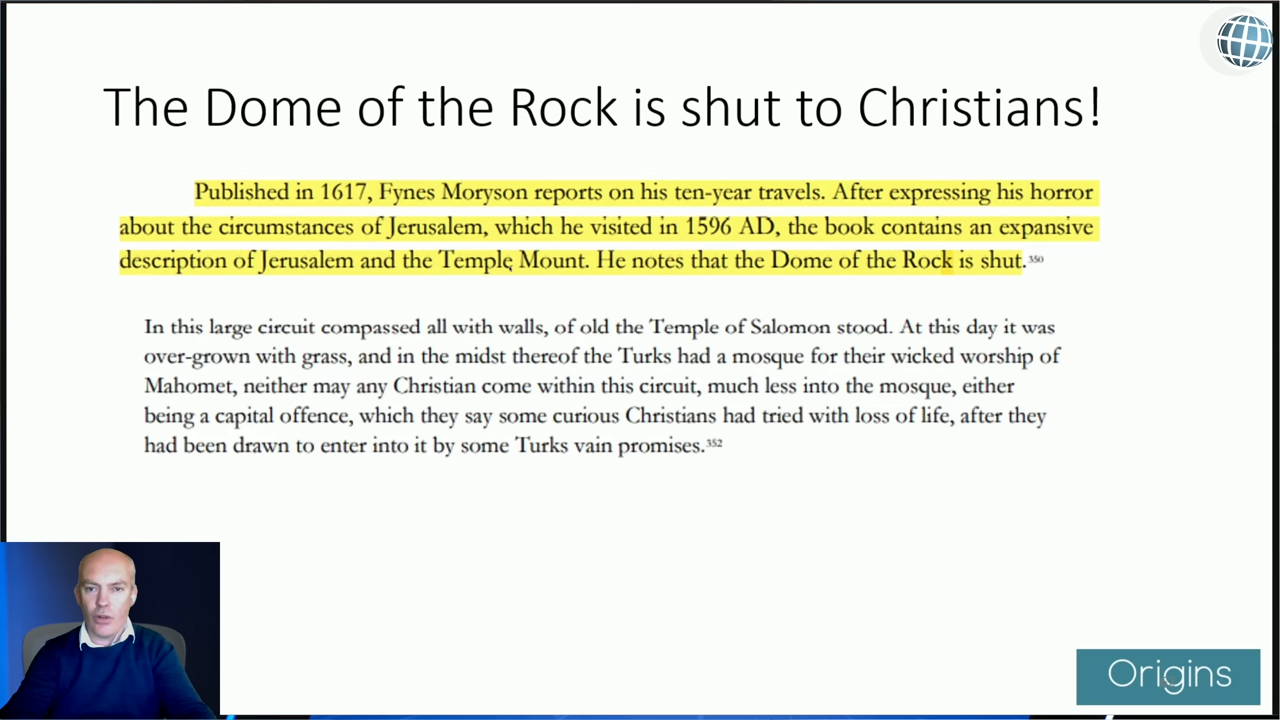 The Dome of the Rock is shut to Christians!
Published in 1617, Fynes Moryson reports on his ten-year travels. After expressing his horror
about the circumstances of Jerusalem, which he visited in 1596 AD, the book contains an expansive
description of Jerusalem and the Temple Mount. He notes that the Dome of the Rock is shut.350
In this large circuit compassed all with walls, of old the Temple of Salomon stood. At this day it was
over-grown with grass, and in the midst thereof the Turks had a mosque for their wicked worship of
Mahomet, neither may any Christian come within this circuit, much less into the mosque, either
being a capital offence, which they say some curious Christians had tried with loss of life, after they
had been drawn to enter into it by some Turks vain promises.352
Origins